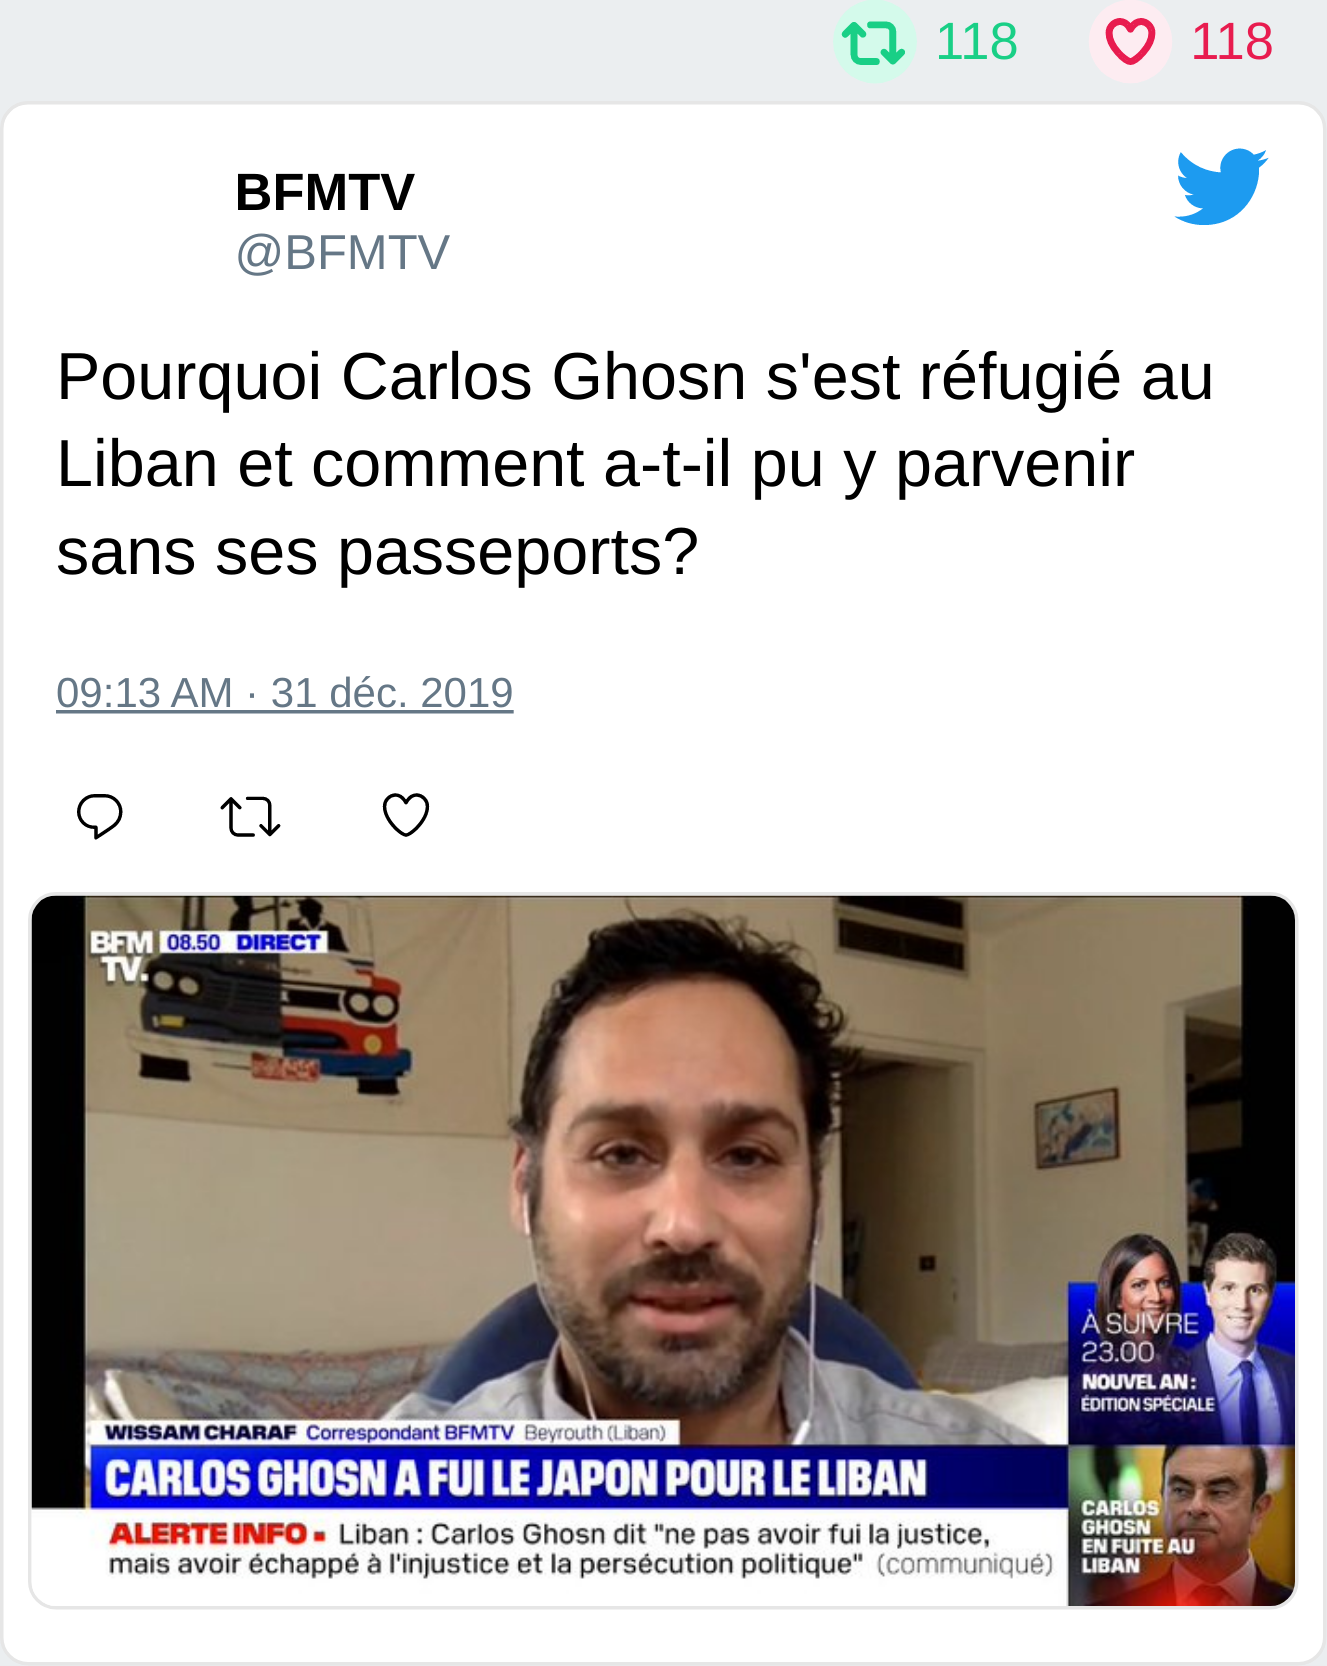 118 118
BFMTV
@BFMTV
Pourquoi Carlos Ghosn s'est réfugié au
Liban et comment a-t-il pu y parvenir
sans ses passeports?
09:13 AM · 31 déc. 2019
BFM 08.50 DIRECT
TV.
À SUIVRE
23.00
NOUVEL AN :
ÉDITION SPÉCIALE
WISSAM CHARAF Correspondant BFMTV Beyrouth (Liban)
CARLOS GHOSN A FUI LE JAPON POUR LE LIBAN
CARLOS
GHOSN
EN FUITE AU
LIBAN
ALERTE INFO ▪ Liban : Carlos Ghosn dit "ne pas avoir fui la justice,
mais avoir échappé à l'injustice et la persécution politique" (communiqué)